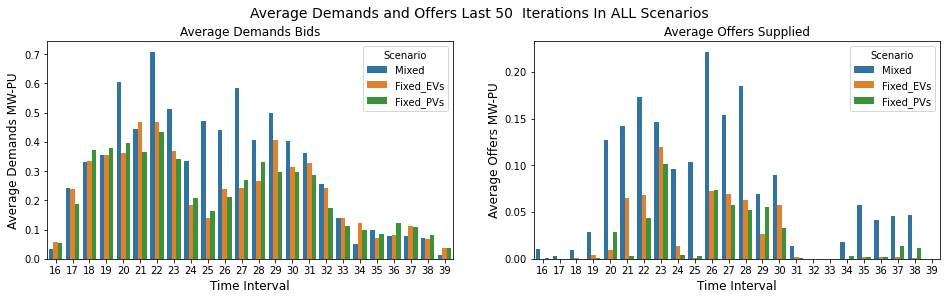 Average Demands and Offers Last 50  Iterations In ALL Scenarios
Average Demands Bids
Average Demands MW-PU
0.7
0.6
0.5
0.4
0.3
0.2
0.1
0.0
Scenario
Mixed
Fixed_EVs
Fixed_PVs
16 17 18 19 20 21 22 23 24 25 26 27 28 29 30 31 32 33 34 35 36 37 38 39
Time Interval
Average Offers Supplied
Average Offers MW-PU
0.20
0.15
0.10
0.05
0.00
Scenario
Mixed
Fixed_EVs
Fixed_PVs
16 17 18 19 20 21 22 23 24 25 26 27 28 29 30 31 32 33 34 35 36 37 38 39
Time Interval